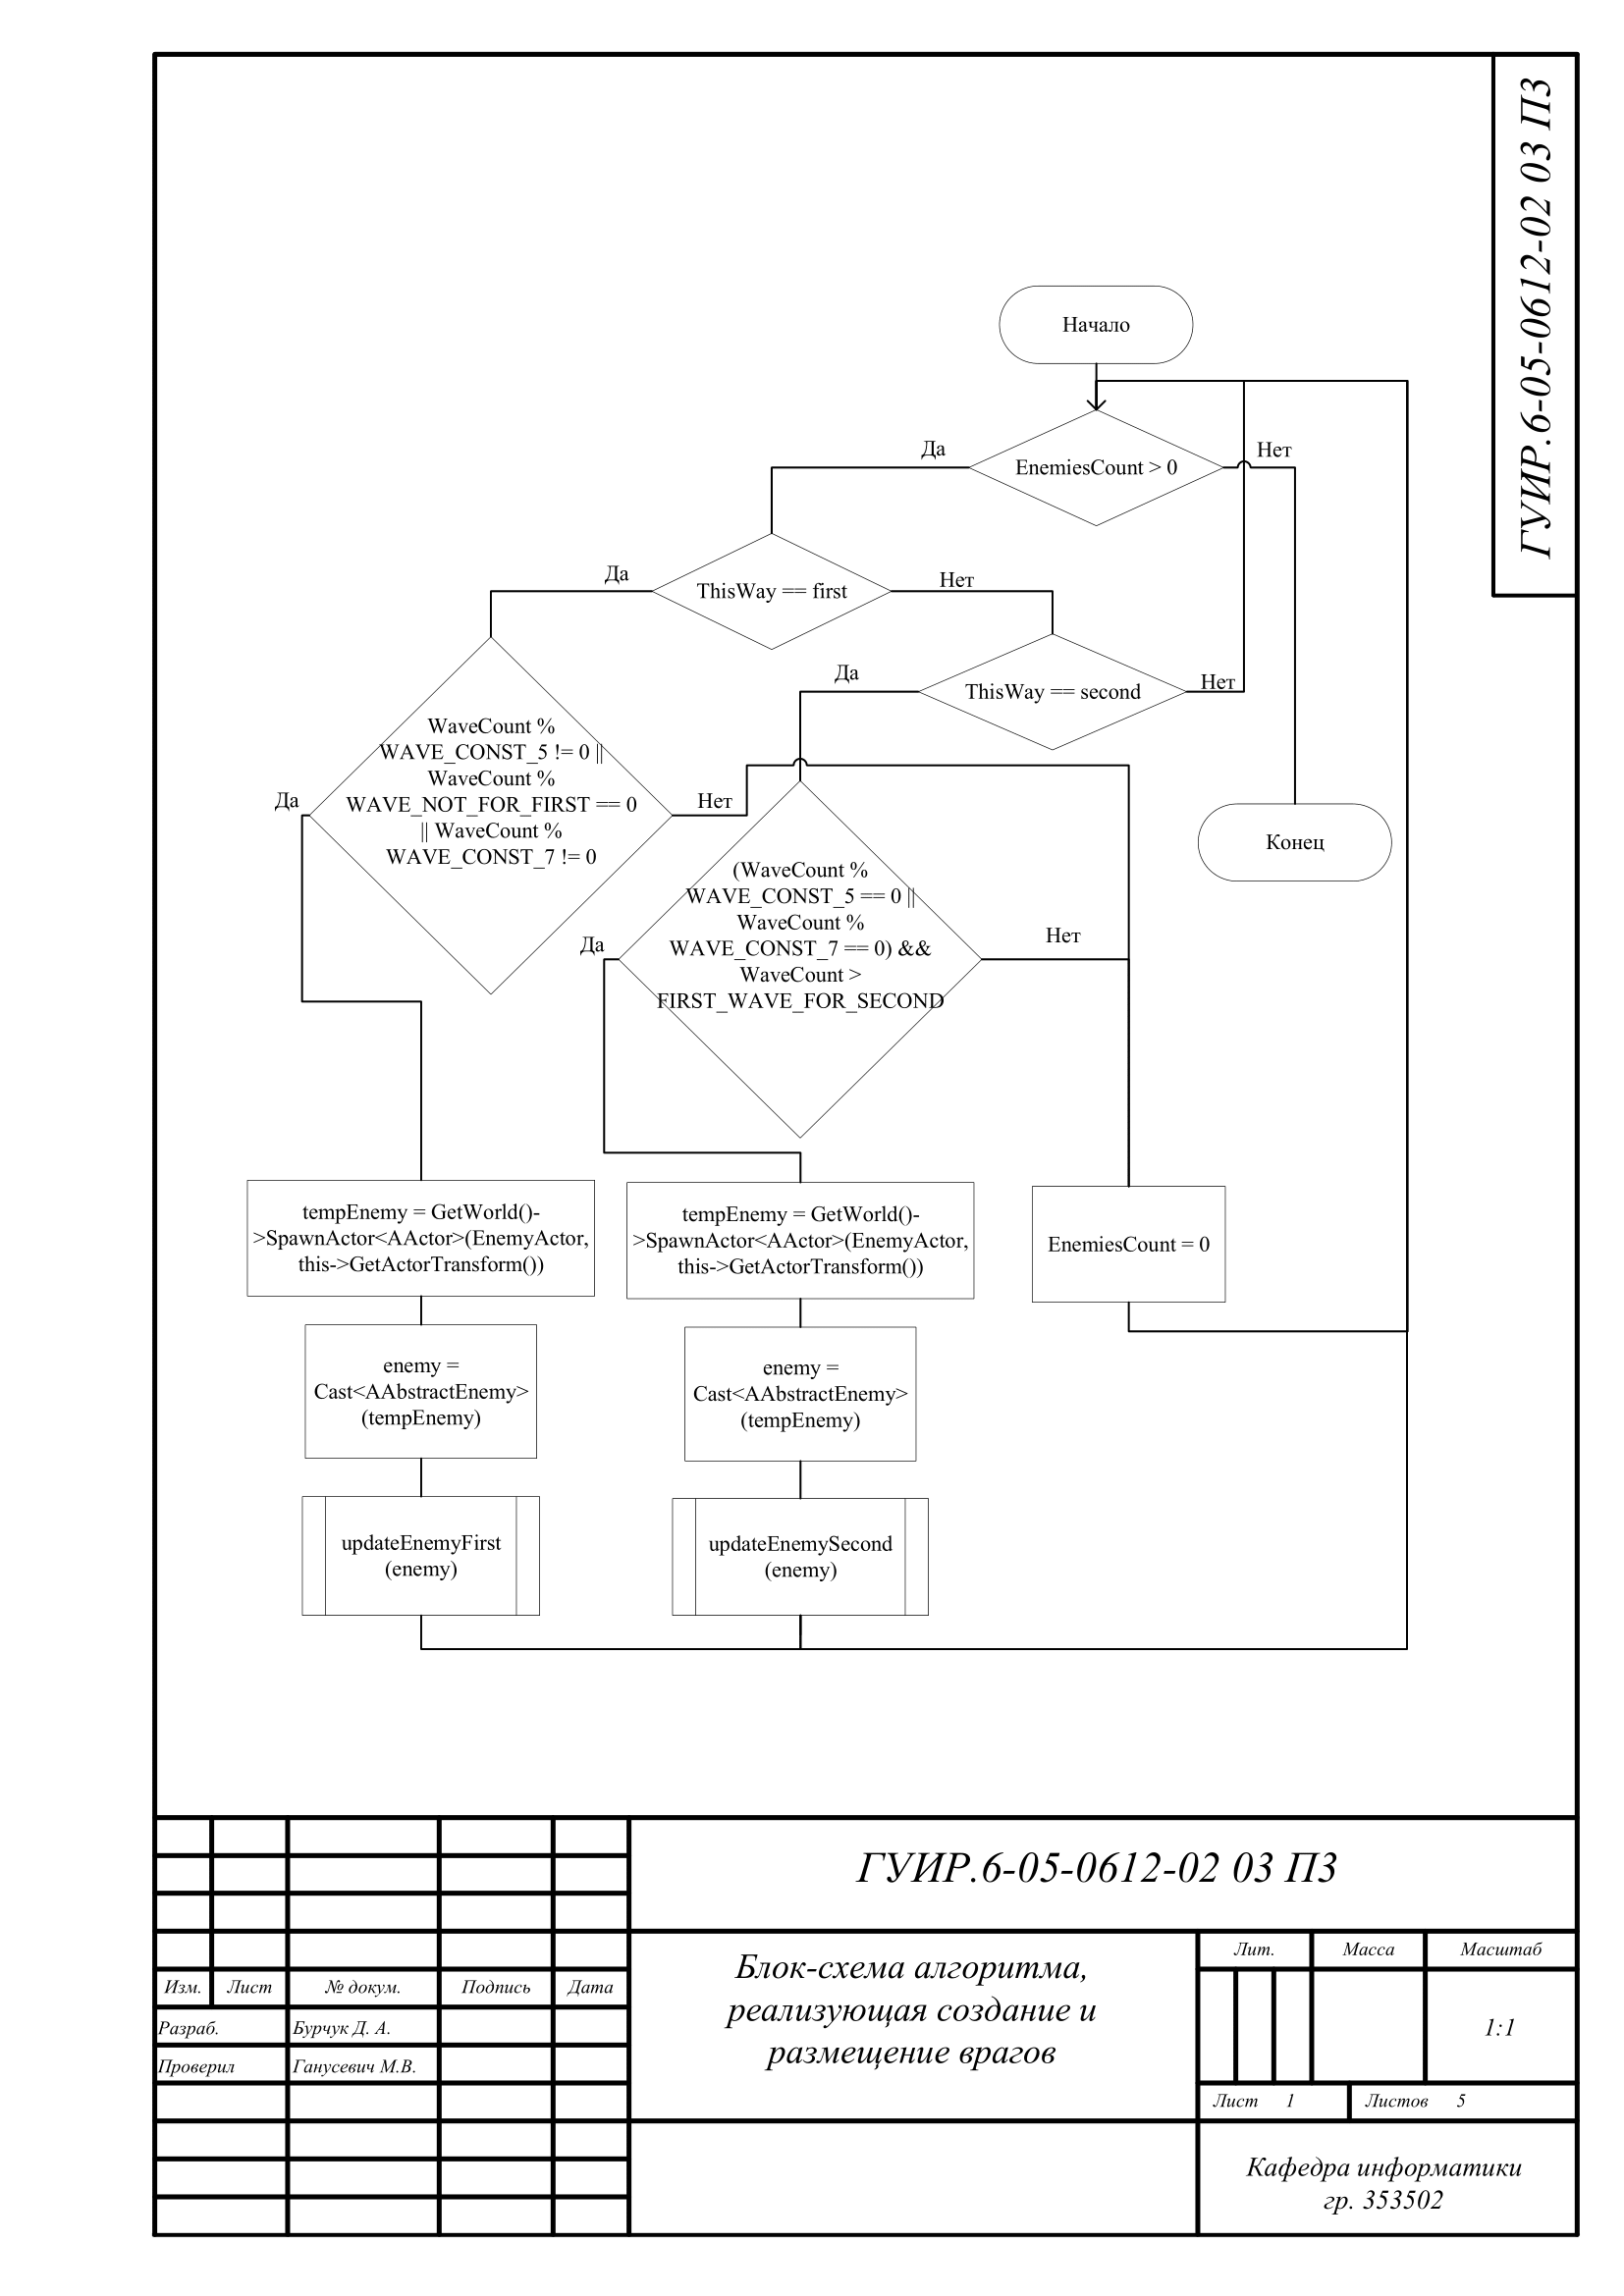 ГУИР.6-05-0612-02 03 ПЗ
Начало
Да
EnemiesCount > 0
Нет
Да
ThisWay == first
Нет
Да
ThisWay == second
Нет
WaveCount %
WAVE_CONST_5 != 0 ||
WaveCount %
WAVE_NOT_FOR_FIRST == 0
|| WaveCount %
WAVE_CONST_7 != 0
Да
Нет
Конец
(WaveCount %
WAVE_CONST_5 == 0 ||
WaveCount %
WAVE_CONST_7 == 0) &&
WaveCount >
FIRST_WAVE_FOR_SECOND
Да
Нет
tempEnemy = GetWorld()-
>SpawnActor<AActor>(EnemyActor,
this->GetActorTransform())
tempEnemy = GetWorld()-
>SpawnActor<AActor>(EnemyActor,
this->GetActorTransform())
EnemiesCount = 0
enemy =
Cast<AAbstractEnemy>
(tempEnemy)
enemy =
Cast<AAbstractEnemy>
(tempEnemy)
updateEnemyFirst
(enemy)
updateEnemySecond
(enemy)
ГУИР.6-05-0612-02 03 ПЗ
Блок-схема алгоритма,
реализующая создание и
размещение врагов
Лит. Масса Масштаб
1:1
Изм. Лист № докум. Подпись Дата
Разраб. Бурчук Д. А.
Проверил Ганусевич М.В.
Лист 1 Листов 5
Кафедра информатики
гр. 353502